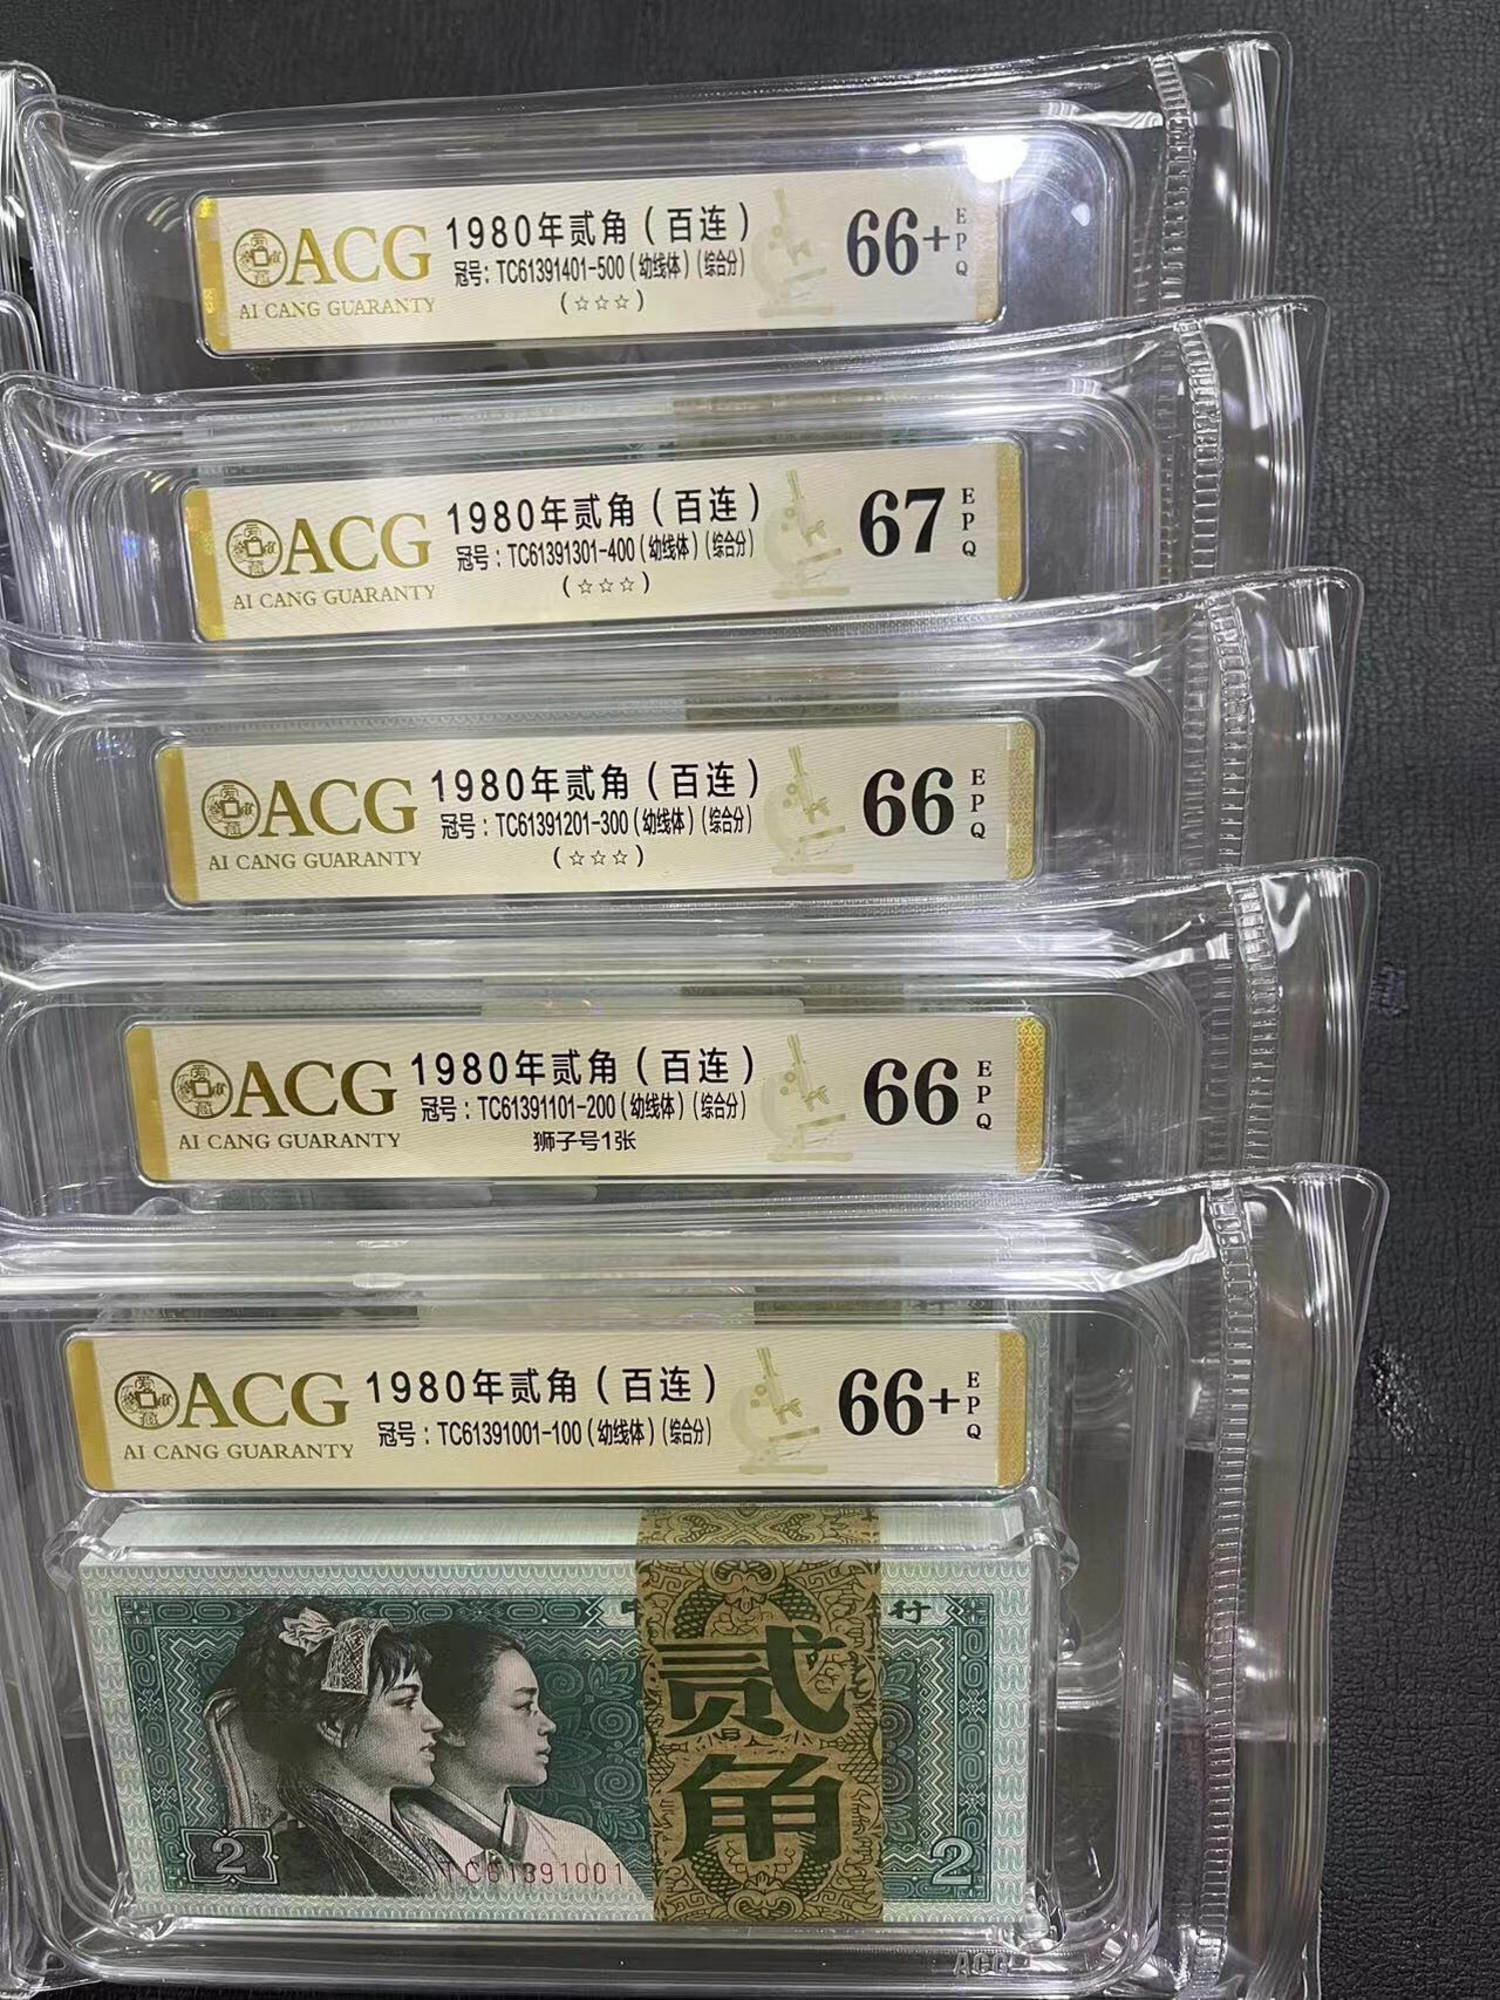 ACG
AI CANG GUARANTY
1980年贰角（百连）
冠号：TC61391401-500(幼线体)(综合分)
(☆☆☆)
66+
EPQ
ACG
AI CANG GUARANTY
1980年贰角（百连）
冠号：TC61391301-400(幼线体)(综合分)
(☆☆☆)
67
EPQ
ACG
AI CANG GUARANTY
1980年贰角（百连）
冠号：TC61391201-300(幼线体)(综合分)
(☆☆☆)
66
EPQ
ACG
AI CANG GUARANTY
1980年贰角（百连）
冠号：TC61391101-200(幼线体)(综合分)
狮子号1张
66
EPQ
ACG
AI CANG GUARANTY
1980年贰角（百连）
冠号：TC61391001-100(幼线体)(综合分)
66+
EPQ
行
贰角
2
TC61391001
2
ACG